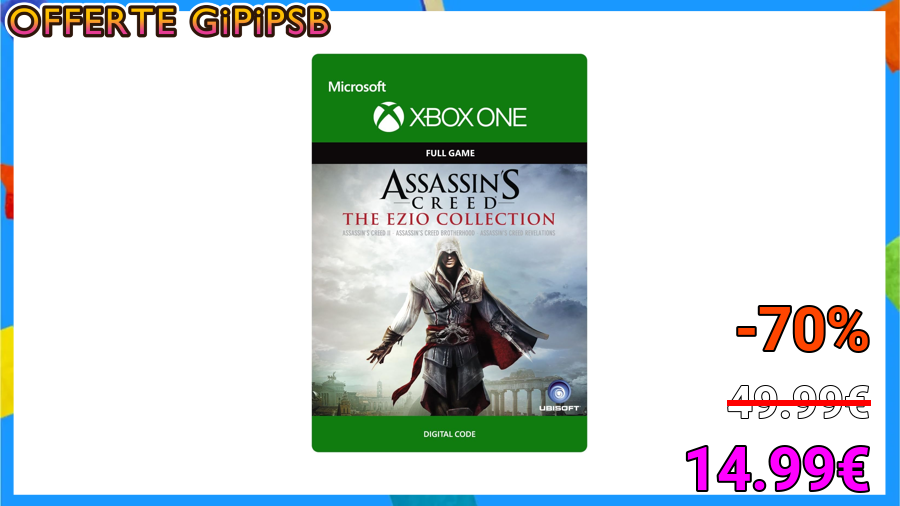 OFFERTE GiPiPSB
Microsoft
XBOX ONE
FULL GAME
ASSASSIN'S
CREED
THE EZIO COLLECTION
ASSASSIN'S CREED II - ASSASSIN'S CREED BROTHERHOOD - ASSASSIN'S CREED REVELATIONS
UBISOFT
DIGITAL CODE
-70%
49.99€
14.99€